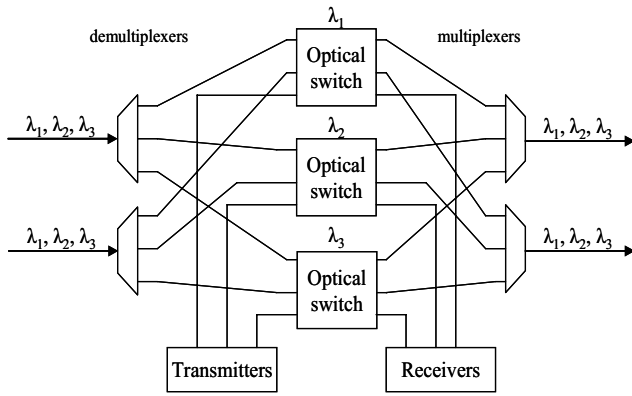 λ1
demultiplexers
multiplexers
Optical
switch
λ1, λ2, λ3
λ2
λ1, λ2, λ3
Optical
switch
λ1, λ2, λ3
λ3
λ1, λ2, λ3
Optical
switch
Transmitters
Receivers